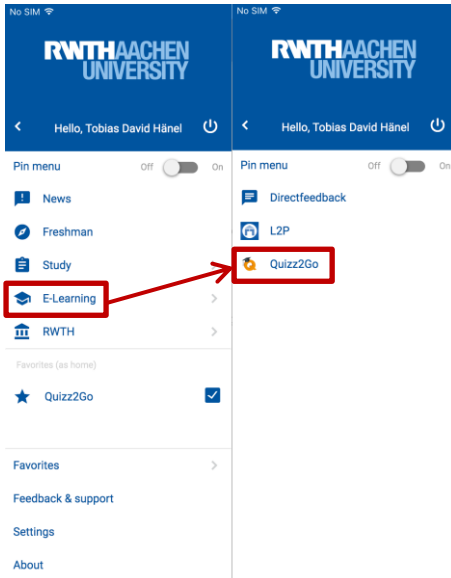 No SIM
RWTHAACHEN
UNIVERSITY
Hello, Tobias David Hänel
Pin menu Off On
News
Freshman
Study
E-Learning
RWTH
Favorites (as home)
Quizz2Go
Favorites
Feedback & support
Settings
About
No SIM
RWTHAACHEN
UNIVERSITY
Hello, Tobias David Hänel
Pin menu Off On
Directfeedback
L2P
Quizz2Go